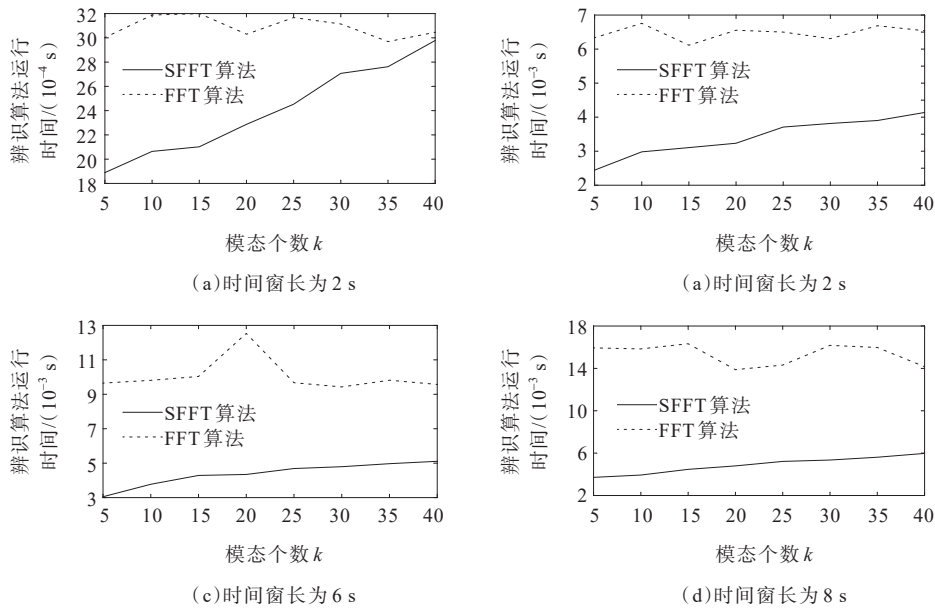 辨识算法运行
时间/(10⁻⁴ s)
32
30
28
26
24
22
20
18
SFFT算法
FFT算法
5 10 15 20 25 30 35 40
模态个数k
(a)时间窗长为2 s
辨识算法运行
时间/(10⁻³ s)
7
6
5
4
3
2
SFFT算法
FFT算法
5 10 15 20 25 30 35 40
模态个数k
(a)时间窗长为2 s
辨识算法运行
时间/(10⁻³ s)
13
11
9
7
5
3
SFFT算法
FFT算法
5 10 15 20 25 30 35 40
模态个数k
(c)时间窗长为6 s
辨识算法运行
时间/(10⁻³ s)
18
14
10
6
2
SFFT算法
FFT算法
5 10 15 20 25 30 35 40
模态个数k
(d)时间窗长为8 s